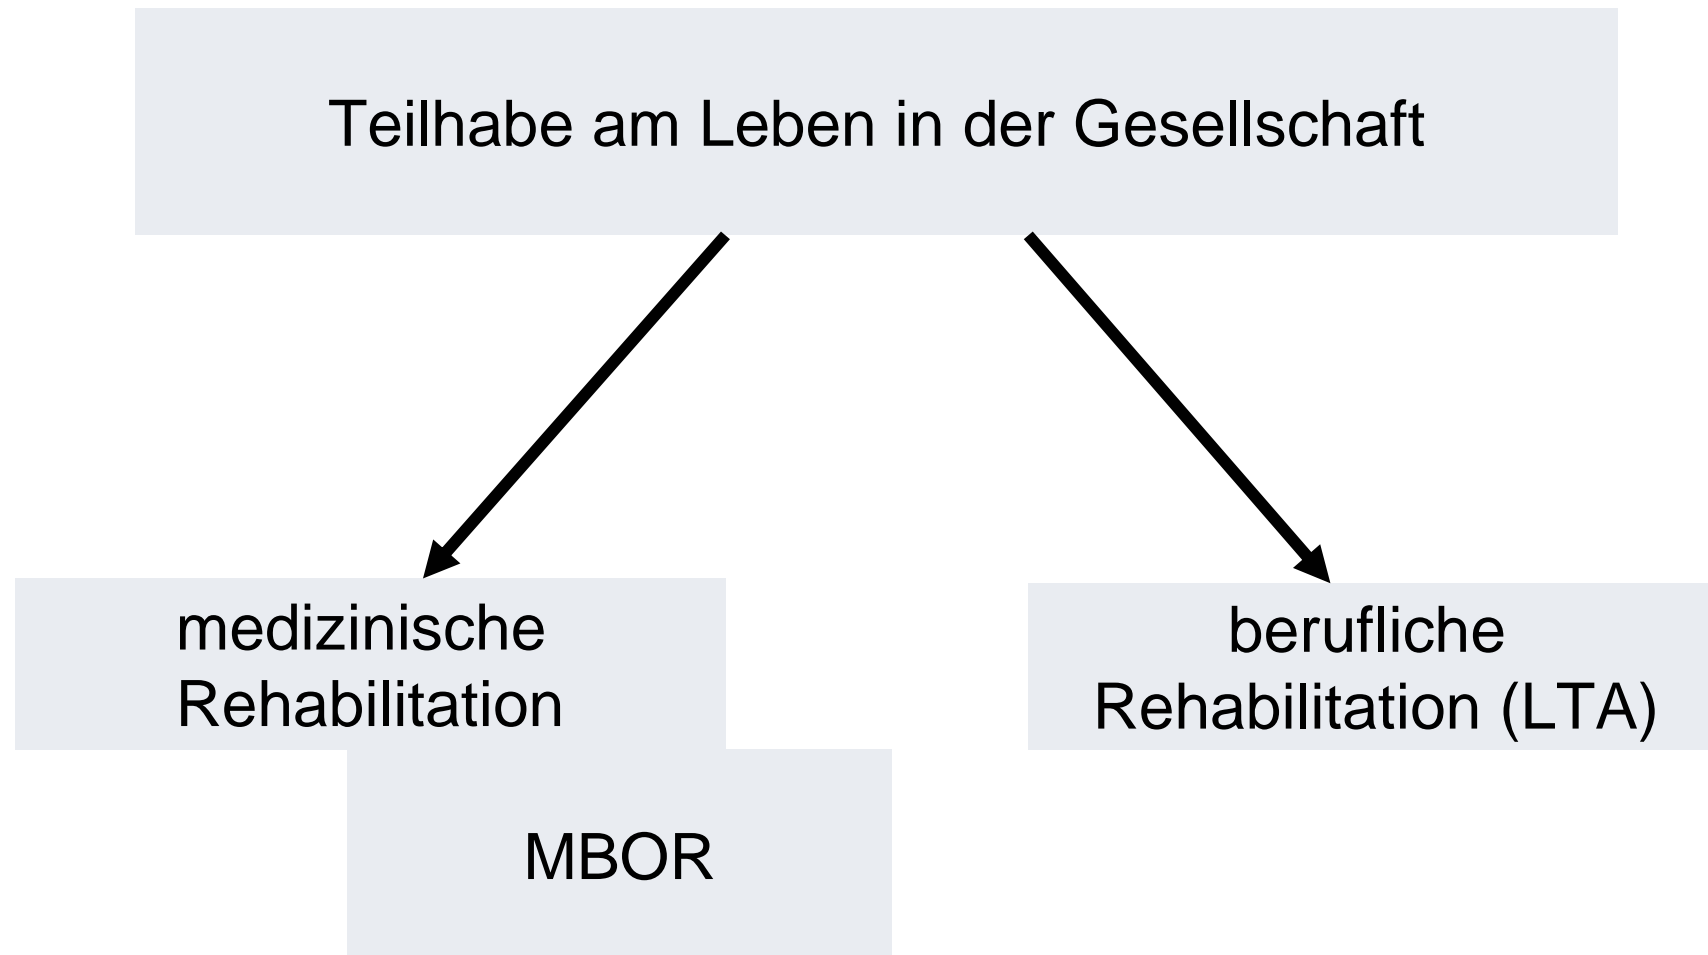 Teilhabe am Leben in der Gesellschaft
medizinische
Rehabilitation
berufliche
Rehabilitation (LTA)
MBOR